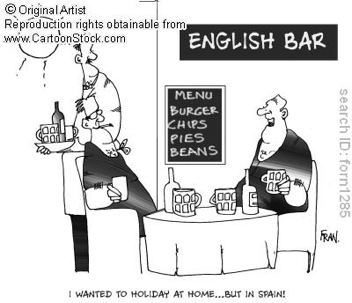 © Original Artist
Reproduction rights obtainable from
www.CartoonStock.com
ENGLISH BAR
MENU
BURGER
CHIPS
PIES
BEANS
search ID: forn1285
FRAN.
I WANTED TO HOLIDAY AT HOME...BUT IN SPAIN!